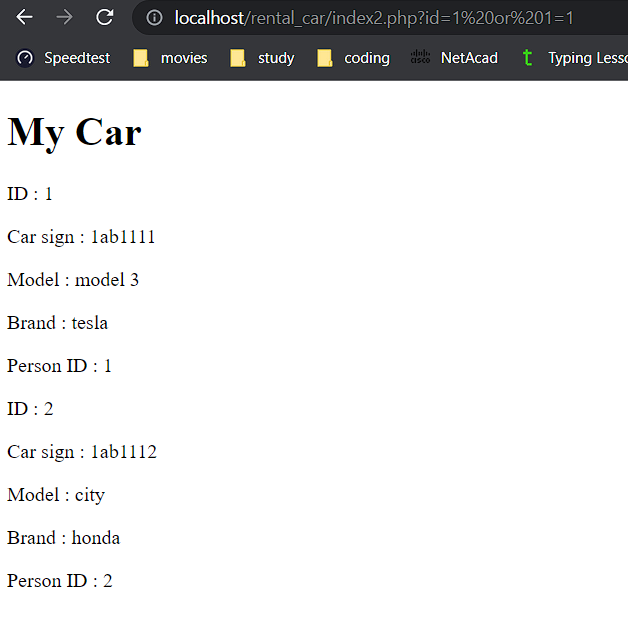 localhost/rental_car/index2.php?id=1%20or%201=1
Speedtest movies study coding cisco NetAcad t Typing Lesso
My Car
ID : 1
Car sign : 1ab1111
Model : model 3
Brand : tesla
Person ID : 1
ID : 2
Car sign : 1ab1112
Model : city
Brand : honda
Person ID : 2